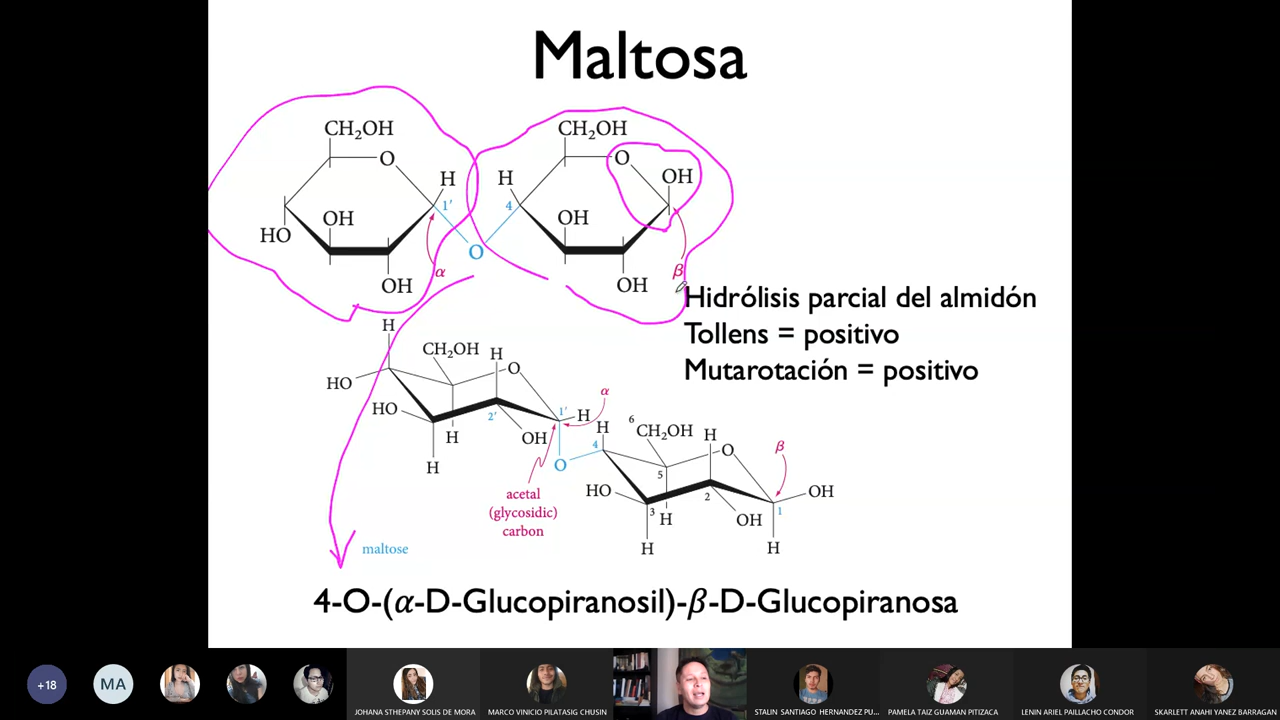 Maltosa
CH₂OH
CH₂OH
O
O
H
H
OH
1'
4
OH
OH
HO
O
α
β
OH
OH
Hidrólisis parcial del almidón
Tollens = positivo
Mutarotación = positivo
H
CH₂OH
H
O
HO
α
HO
2'
1'
H
H
6
CH₂OH
H
O
β
H
OH
4
H
O
5
HO
2
OH
acetal
(glycosidic)
carbon
3
H
OH
1
H
H
maltose
4-O-(α-D-Glucopiranosil)-β-D-Glucopiranosa
+18
MA
JOHANA STHEPANY SOLIS DE MORA
MARCO VINICIO PILATASIG CHUSIN
STALIN SANTIAGO HERNANDEZ PU...
PAMELA TAIZ GUAMAN PITIZACA
LENIN ARIEL PAILLACHO CONDOR
SKARLETT ANAHI YANEZ BARRAGAN